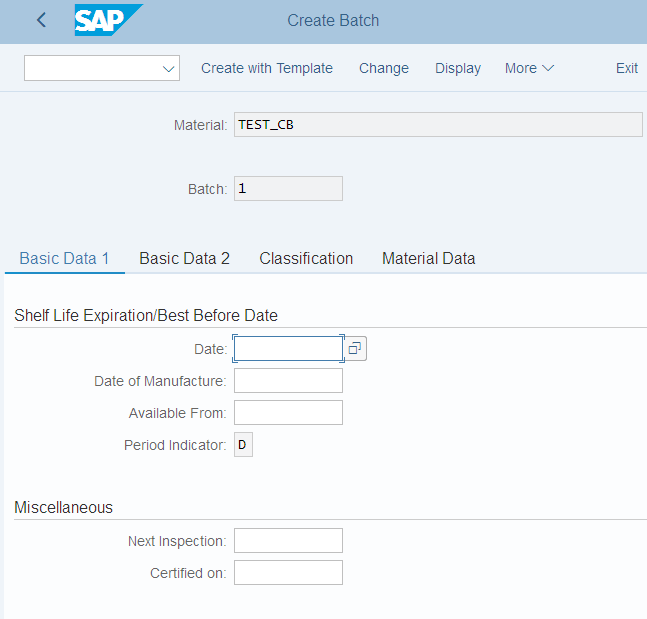 SAP Create Batch
Create with Template Change Display More Exit
Material: TEST_CB
Batch: 1
Basic Data 1 Basic Data 2 Classification Material Data
Shelf Life Expiration/Best Before Date
Date:
Date of Manufacture:
Available From:
Period Indicator: D
Miscellaneous
Next Inspection:
Certified on: